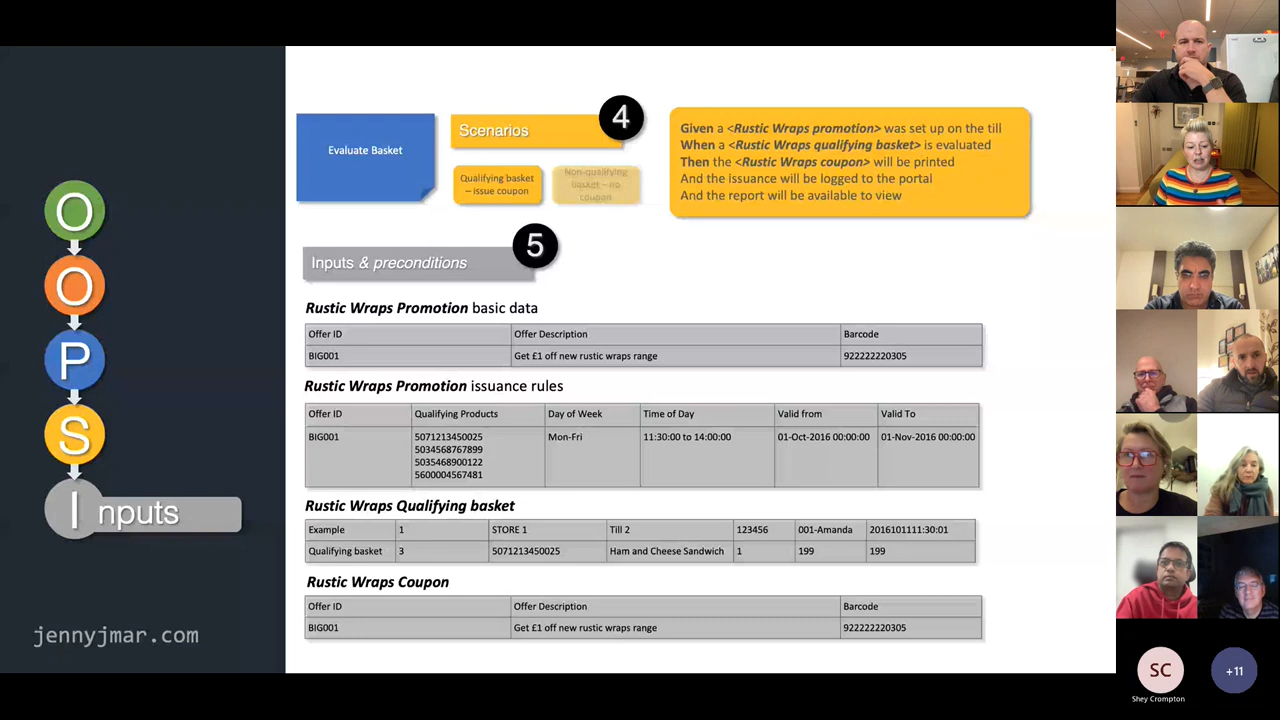 Evaluate Basket
Scenarios
4
Qualifying basket
– issue coupon
Non-qualifying
basket – no
coupon
Given a <Rustic Wraps promotion> was set up on the till
When a <Rustic Wraps qualifying basket> is evaluated
Then the <Rustic Wraps coupon> will be printed
And the issuance will be logged to the portal
And the report will be available to view
5
Inputs & preconditions
O
O
P
S
Inputs
jennyjmar.com
Rustic Wraps Promotion basic data
Offer ID Offer Description Barcode
BIG001 Get £1 off new rustic wraps range 922222220305
Rustic Wraps Promotion issuance rules
Offer ID Qualifying Products Day of Week Time of Day Valid from Valid To
BIG001 5071213450025 Mon-Fri 11:30:00 to 14:00:00 01-Oct-2016 00:00:00 01-Nov-2016 00:00:00
5034568767899
5035468900122
5600004567481
Rustic Wraps Qualifying basket
Example 1 STORE 1 Till 2 123456 001-Amanda 2016101111:30:01
Qualifying basket 3 5071213450025 Ham and Cheese Sandwich 1 199 199
Rustic Wraps Coupon
Offer ID Offer Description Barcode
BIG001 Get £1 off new rustic wraps range 922222220305
SC
Shey Crompton
+11